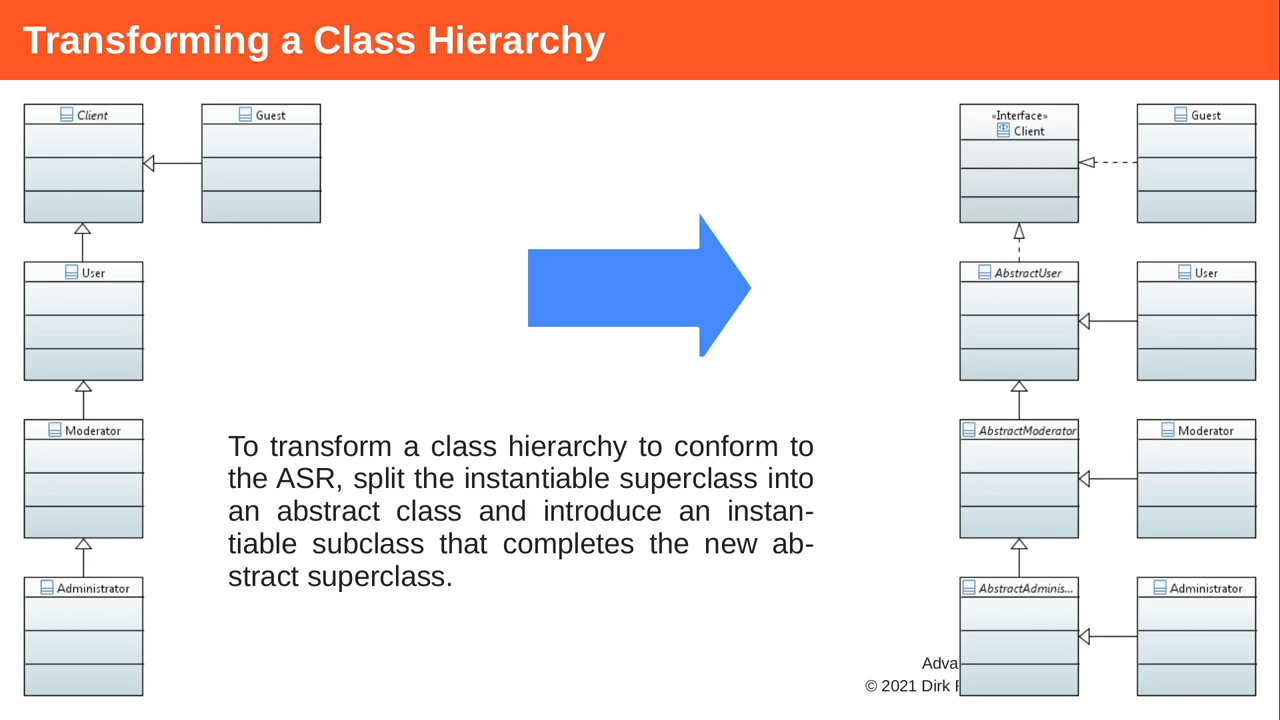 Transforming a Class Hierarchy
Client
Guest
User
Moderator
Administrator
To transform a class hierarchy to conform to
the ASR, split the instantiable superclass into
an abstract class and introduce an instan-
tiable subclass that completes the new ab-
stract superclass.
«Interface»
Client
Guest
AbstractUser
User
AbstractModerator
Moderator
AbstractAdminis...
Administrator
© 2021 Dirk